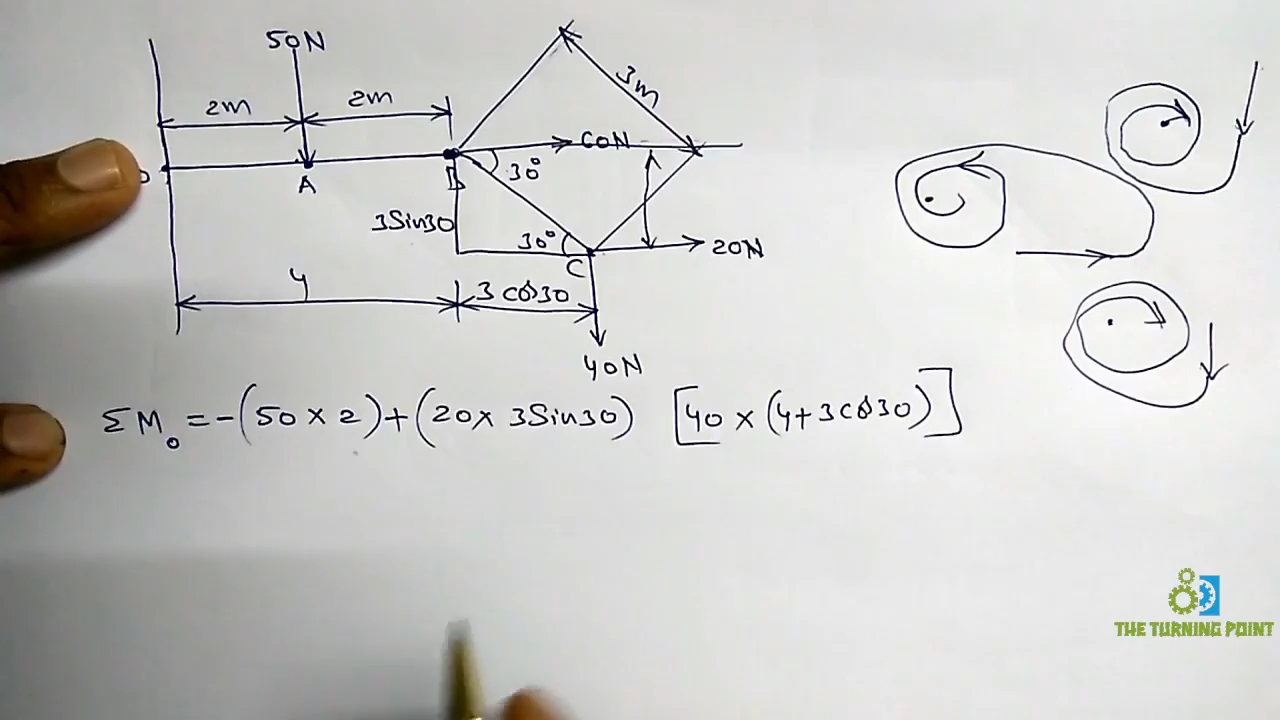 50N
2m
2m
3m
60N
30°
A
B
3Sin30
30°
20N
C
4
3 cos30
40N
ΣMo = -(50 × 2) + (20 × 3Sin30) [40 × (4 + 3cos30)]
THE TURNING POINT